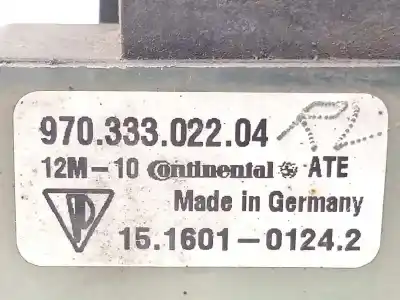 970.333.022.04
12M-10 Continental ATE
Made in Germany
P
15.1601-0124.2